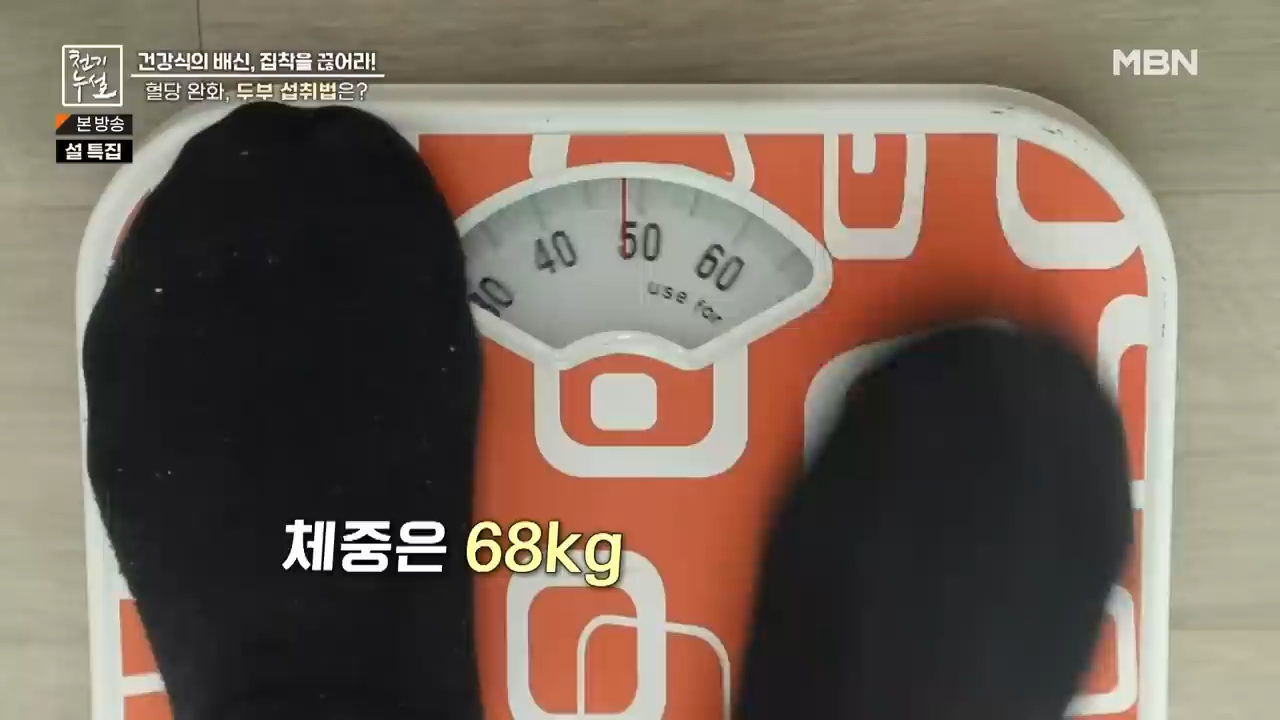 천기누설
건강식의 배신, 집착을 끊어라!
혈당 완화, 두부 섭취법은?
본 방송
설 특집
MBN
40 50 60
use for
체중은 68kg